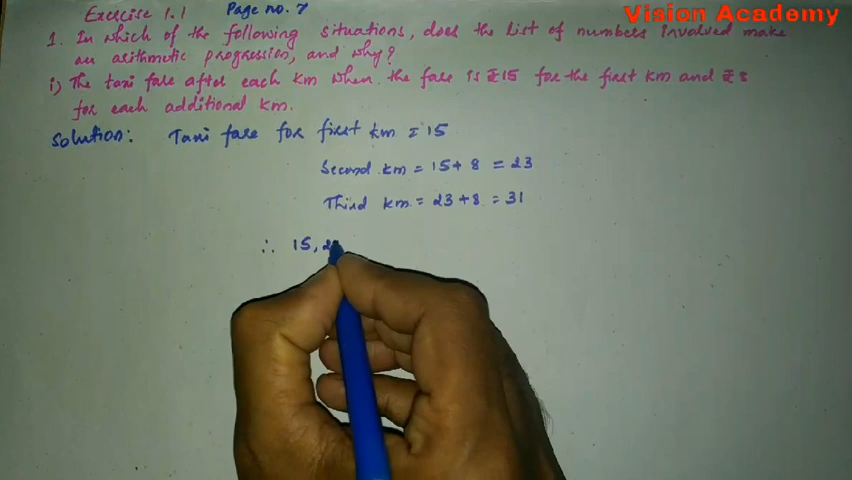 Exercise 1.1 Page no. 7
Vision Academy
1. In which of the following situations, does the list of numbers involved make
an arithmetic progression, and why?
i) The taxi fare after each km when the fare is ₹15 for the first km and ₹8
for each additional km.
Solution: Taxi fare for first km = 15
Second km = 15+ 8 = 23
Third km = 23+8 = 31
∴ 15, 2